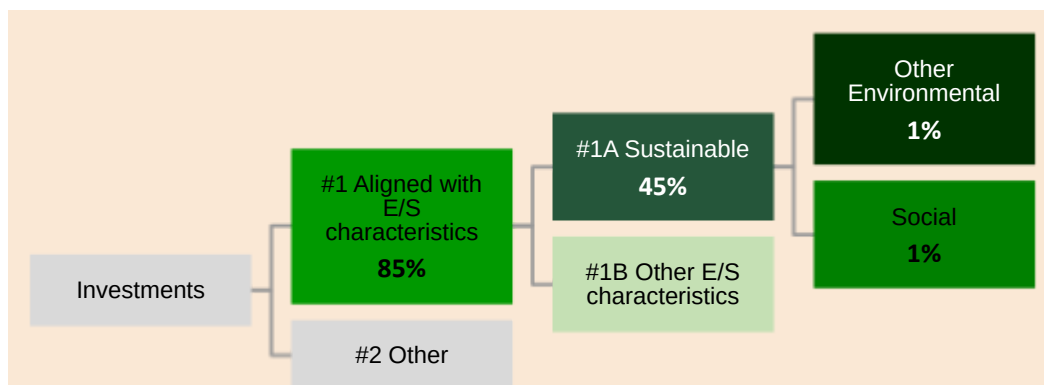 Investments
#1 Aligned with
E/S
characteristics
85%
#2 Other
#1A Sustainable
45%
#1B Other E/S
characteristics
Other
Environmental
1%
Social
1%